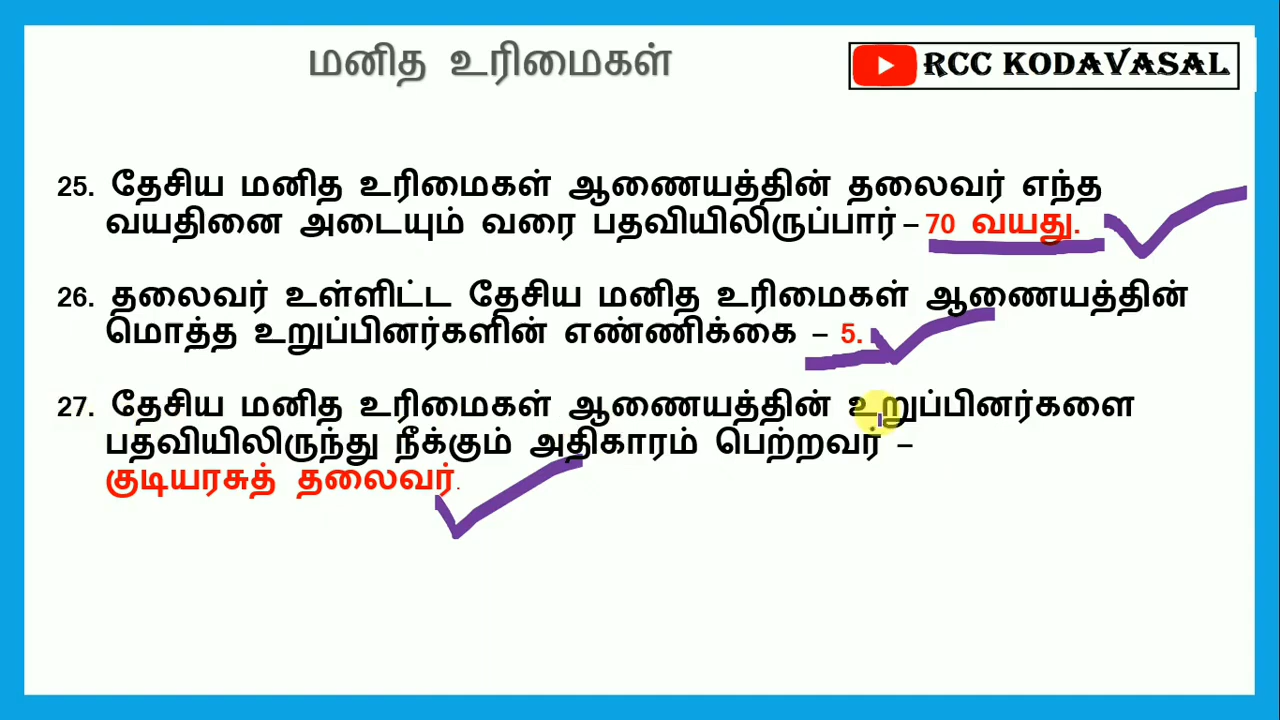 மனித உரிமைகள்
RCC KODAVASAL
25. தேசிய மனித உரிமைகள் ஆணையத்தின் தலைவர் எந்த
வயதினை அடையும் வரை பதவியிலிருப்பார் – 70 வயது.
26. தலைவர் உள்ளிட்ட தேசிய மனித உரிமைகள் ஆணையத்தின்
மொத்த உறுப்பினர்களின் எண்ணிக்கை – 5.
27. தேசிய மனித உரிமைகள் ஆணையத்தின் உறுப்பினர்களை
பதவியிலிருந்து நீக்கும் அதிகாரம் பெற்றவர் –
குடியரசுத் தலைவர்.